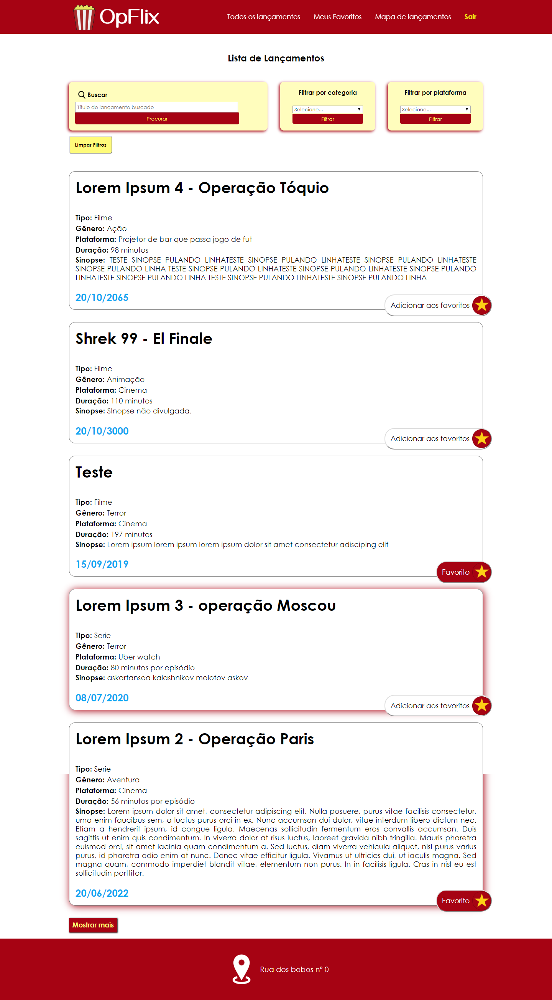 OpFlix
Todos os lançamentos Meus Favoritos Mapa de lançamentos Sair
Lista de Lançamentos
Buscar
Título do lançamento buscado
Procurar
Filtrar por categoria
Selecione...
Filtrar
Filtrar por plataforma
Selecione...
Filtrar
Limpar Filtros
Lorem Ipsum 4 - Operação Tóquio
Tipo: Filme
Gênero: Ação
Plataforma: Projetor de bar que passa jogo de fut
Duração: 98 minutos
Sinopse: TESTE SINOPSE PULANDO LINHATESTE SINOPSE PULANDO LINHATESTE SINOPSE PULANDO LINHATESTE
SINOPSE PULANDO LINHA TESTE SINOPSE PULANDO LINHATESTE SINOPSE PULANDO LINHATESTE SINOPSE PULANDO
LINHATESTE SINOPSE PULANDO LINHA TESTE SINOPSE PULANDO LINHATESTE SINOPSE PULANDO LINHA
20/10/2065
Adicionar aos favoritos
Shrek 99 - El Finale
Tipo: Filme
Gênero: Animação
Plataforma: Cinema
Duração: 110 minutos
Sinopse: SInopse não divulgada.
20/10/3000
Adicionar aos favoritos
Teste
Tipo: Filme
Gênero: Terror
Plataforma: Cinema
Duração: 197 minutos
Sinopse: Lorem ipsum lorem ipsum lorem ipsum dolor sit amet consectetur adisciping elit
15/09/2019
Favorito
Lorem Ipsum 3 - operação Moscou
Tipo: Serie
Gênero: Terror
Plataforma: Uber watch
Duração: 80 minutos por episódio
Sinopse: askartansoa kalashnikov molotov askov
08/07/2020
Adicionar aos favoritos
Lorem Ipsum 2 - Operação Paris
Tipo: Serie
Gênero: Aventura
Plataforma: Cinema
Duração: 56 minutos por episódio
Sinopse: Lorem ipsum dolor sit amet, consectetur adipiscing elit. Nulla posuere, purus vitae facilisis consectetur,
urna enim faucibus sem, a luctus purus orci in ex. Nunc accumsan dui dolor, vitae interdum libero dictum nec.
Etiam a hendrerit ipsum, id congue ligula. Maecenas sollicitudin fermentum eros convallis accumsan. Duis
sagittis ut enim quis condimentum. In viverra dolor at risus luctus, laoreet gravida nibh fringilla. Mauris pharetra
euismod orci, sit amet lacinia quam condimentum a. Sed luctus, diam viverra vehicula aliquet, nisl purus varius
purus, id pharetra odio enim at nunc. Donec vitae efficitur ligula. Vivamus ut ultricies dui, ut iaculis magna. Sed
magna quam, commodo imperdiet blandit vitae, elementum non purus. In in facilisis ligula. Cras in nisl eu est
sollicitudin porttitor.
20/06/2022
Favorito
Mostrar mais
Rua dos bobos nº 0